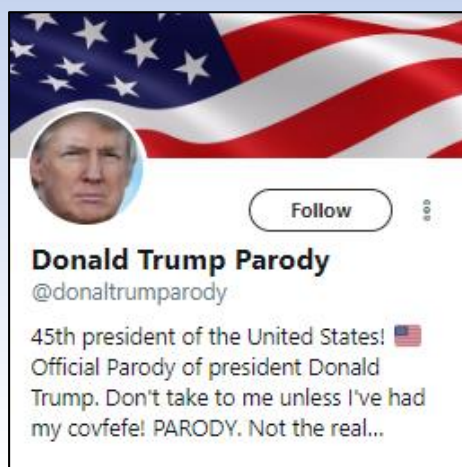 Follow
Donald Trump Parody
@donaltrumparody
45th president of the United States! 🇺🇸
Official Parody of president Donald
Trump. Don't take to me unless I've had
my covfefe! PARODY. Not the real...